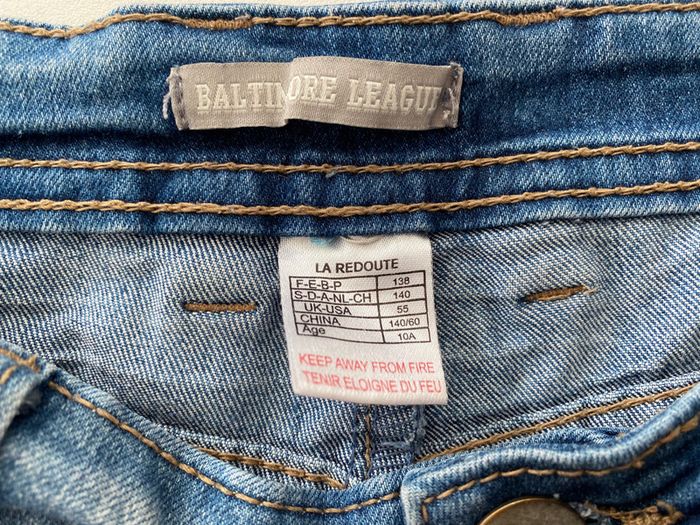 BALTIMORE LEAGUE
LA REDOUTE
F-E-B-P 138
S-D-A-NL-CH 140
UK-USA 55
CHINA 140/60
Age 10A
KEEP AWAY FROM FIRE
TENIR ELOIGNE DU FEU